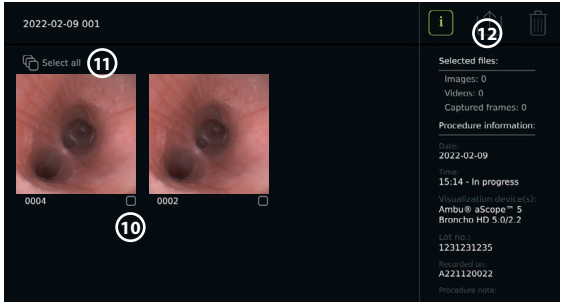 2022-02-09 001
i
12
Select all
11
0004
0002
10
Selected files:
Images: 0
Videos: 0
Captured frames: 0
Procedure information:
Date:
2022-02-09
Time:
15:14 - In progress
Visualization device(s):
Ambu® aScope™ 5
Broncho HD 5.0/2.2
Lot no.:
1231231235
Recorded on:
A221120022
Procedure note: